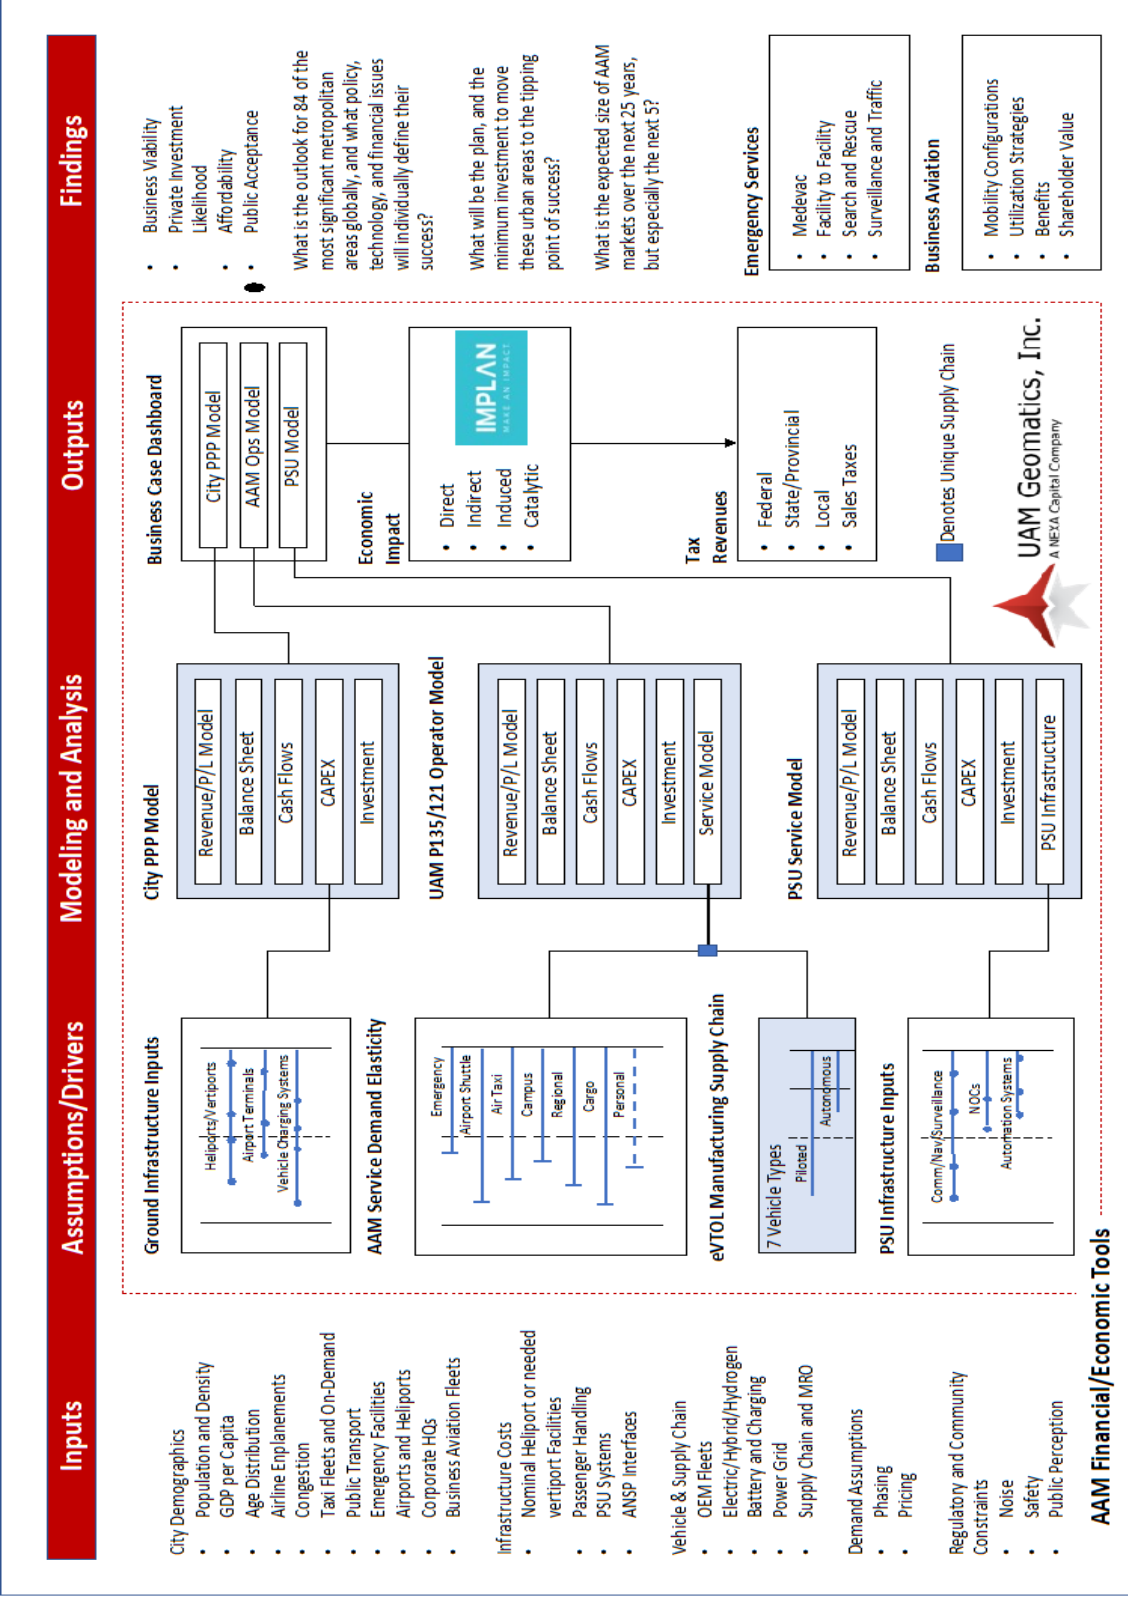 Inputs
Assumptions/Drivers
Modeling and Analysis
Outputs
Findings
City Demographics
• Population and Density
• GDP per Capita
• Age Distribution
• Airline Enplanements
• Congestion
• Taxi Fleets and On-Demand
• Public Transport
• Emergency Facilities
• Airports and Heliports
• Corporate HQs
• Business Aviation Fleets
Infrastructure Costs
• Nominal Heliport or needed
vertiport Facilities
• Passenger Handling
• PSU Systems
• ANSP Interfaces
Vehicle & Supply Chain
• OEM Fleets
• Electric/Hybrid/Hydrogen
• Battery and Charging
• Power Grid
• Supply Chain and MRO
Demand Assumptions
• Phasing
• Pricing
Regulatory and Community
Constraints
• Noise
• Safety
• Public Perception
Ground Infrastructure Inputs
Heliports/Vertiports
Airport Terminals
Vehicle Charging Systems
AAM Service Demand Elasticity
Emergency
Airport Shuttle
Air Taxi
Campus
Regional
Cargo
Personal
eVTOL Manufacturing Supply Chain
7 Vehicle Types
Piloted
Autonomous
PSU Infrastructure Inputs
Comm/Nav/Surveillance
NOCs
Automation Systems
City PPP Model
Revenue/P/L Model
Balance Sheet
Cash Flows
CAPEX
Investment
UAM P135/121 Operator Model
Revenue/P/L Model
Balance Sheet
Cash Flows
CAPEX
Investment
Service Model
PSU Service Model
Revenue/P/L Model
Balance Sheet
Cash Flows
CAPEX
Investment
PSU Infrastructure
Business Case Dashboard
City PPP Model
AAM Ops Model
PSU Model
Economic
Impact
• Direct
• Indirect
• Induced
• Catalytic
IMPLAN
MAKE AN IMPACT
Tax
Revenues
• Federal
• State/Provincial
• Local
• Sales Taxes
Denotes Unique Supply Chain
UAM Geomatics, Inc.
A NEXA Capital Company
• Business Viability
• Private Investment
Likelihood
• Affordability
• Public Acceptance
What is the outlook for 84 of the
most significant metropolitan
areas globally, and what policy,
technology, and financial issues
will individually define their
success?
What will be the plan, and the
minimum investment to move
these urban areas to the tipping
point of success?
What is the expected size of AAM
markets over the next 25 years,
but especially the next 5?
Emergency Services
• Medevac
• Facility to Facility
• Search and Rescue
• Surveillance and Traffic
Business Aviation
• Mobility Configurations
• Utilization Strategies
• Benefits
• Shareholder Value
AAM Financial/Economic Tools